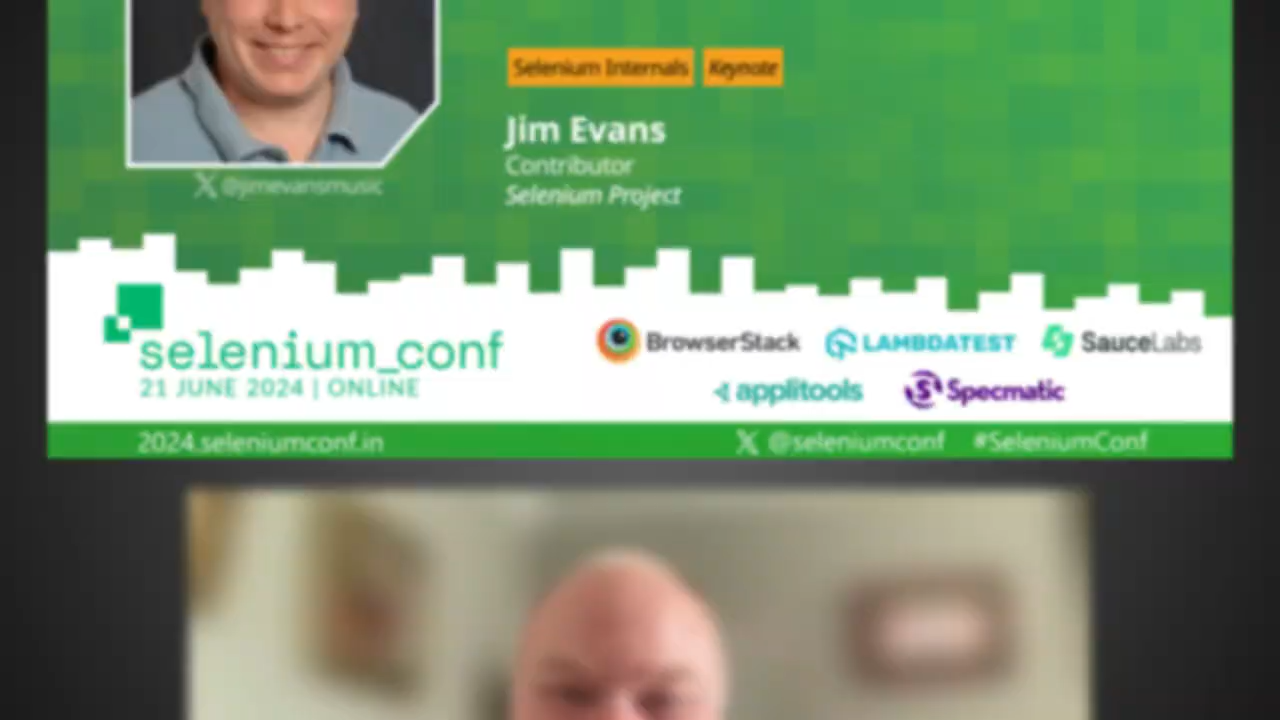 Selenium Internals Keynote
Jim Evans
Contributor
Selenium Project
X @jimevansmusic
selenium_conf
21 JUNE 2024 | ONLINE
BrowserStack LAMBDATEST SauceLabs
applitools Specmatic
2024.seleniumconf.in X @seleniumconf #SeleniumConf